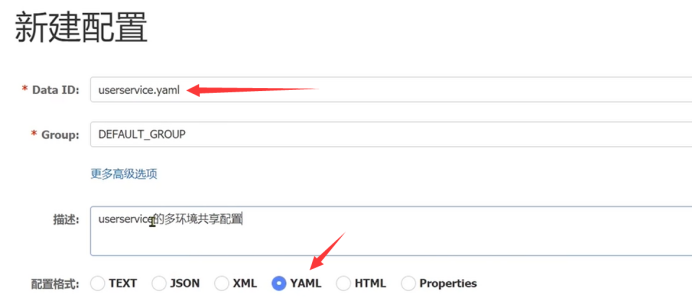 新建配置
* Data ID: userservice.yaml
* Group: DEFAULT_GROUP
更多高级选项
描述: userservice的多环境共享配置
配置格式: TEXT JSON XML YAML HTML Properties